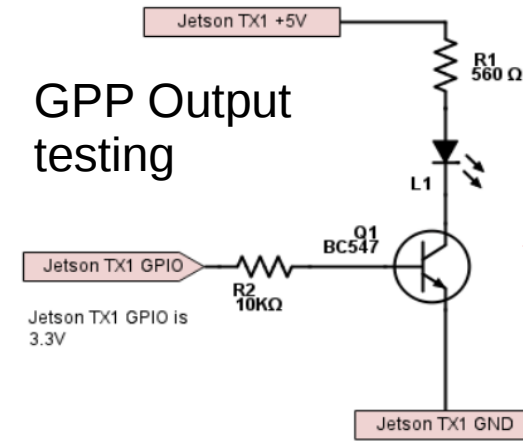 Jetson TX1 +5V
R1
560 Ω
GPP Output
testing
L1
Q1
BC547
Jetson TX1 GPIO
R2
10KΩ
Jetson TX1 GPIO is
3.3V
Jetson TX1 GND